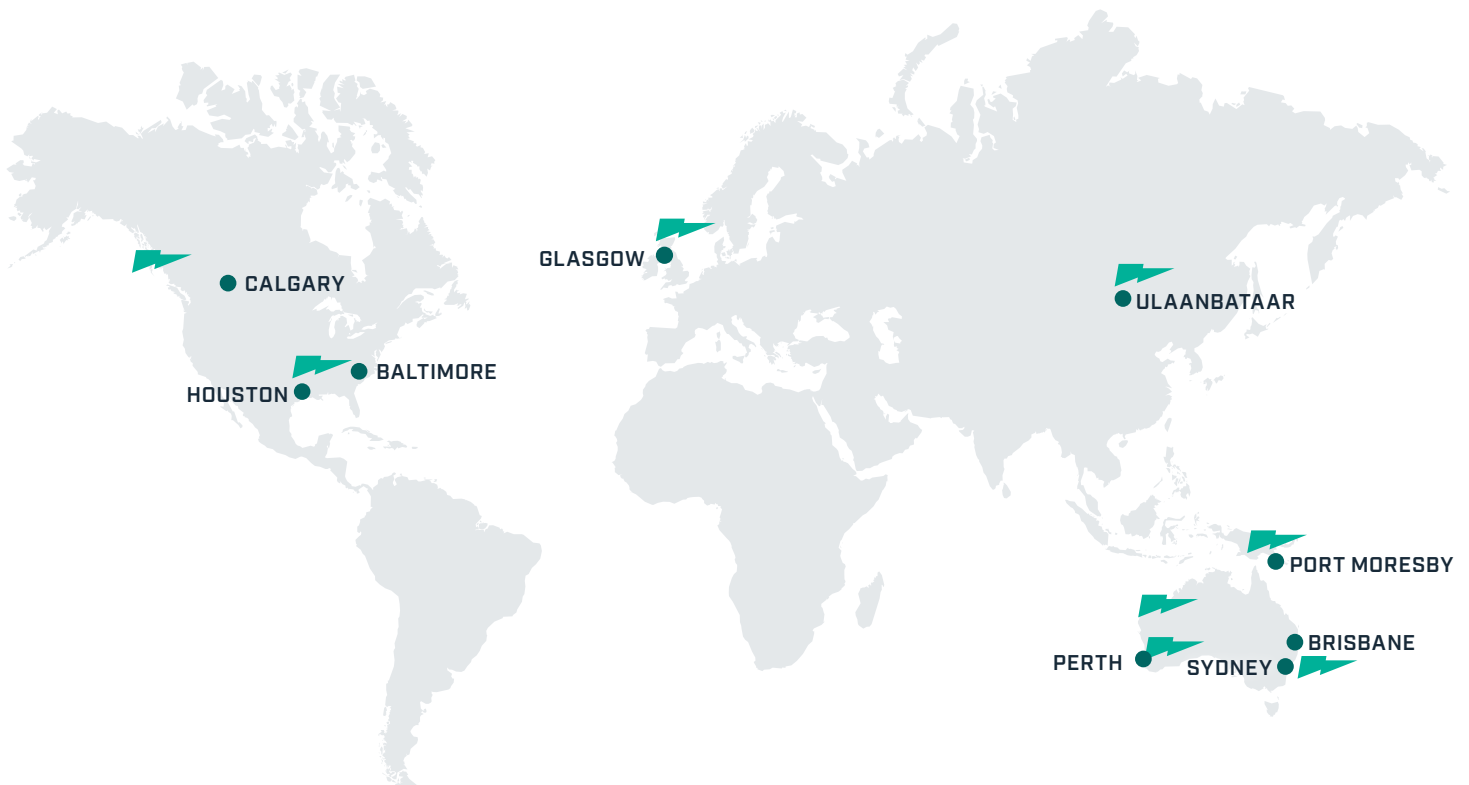 GLASGOW
CALGARY
ULAANBATAAR
BALTIMORE
HOUSTON
PORT MORESBY
BRISBANE
PERTH
SYDNEY